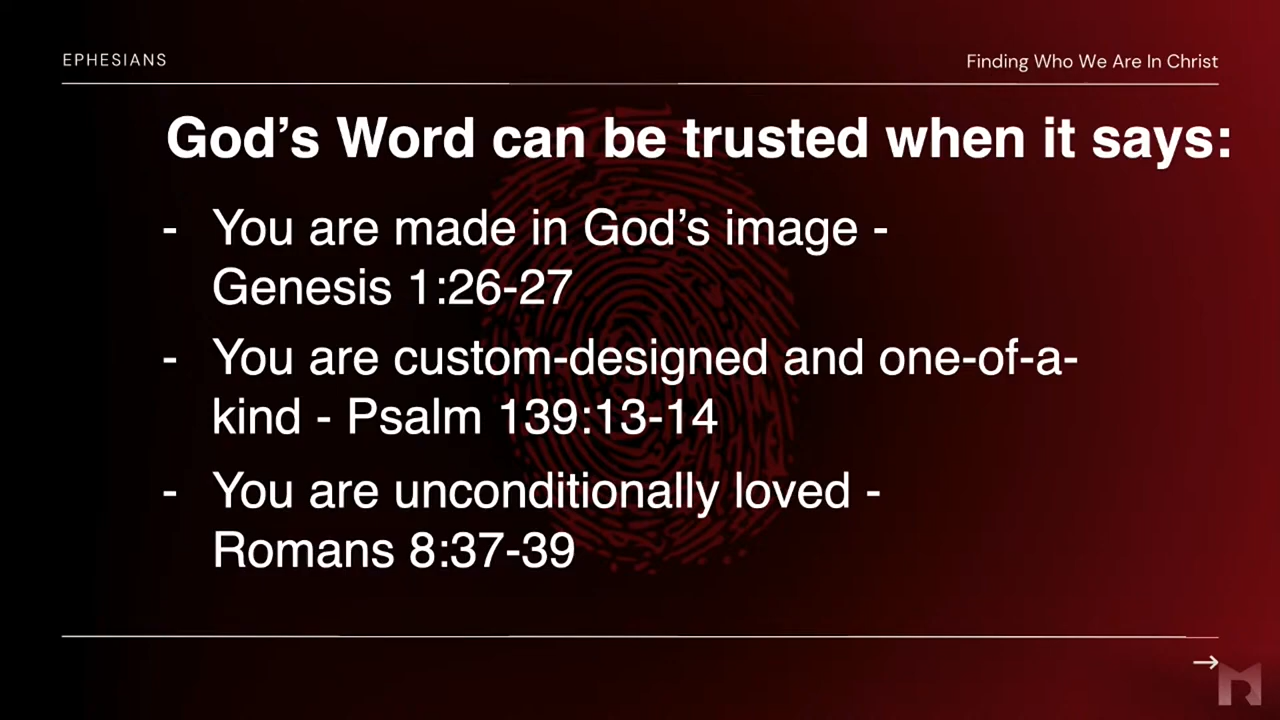 EPHESIANS
Finding Who We Are In Christ
God’s Word can be trusted when it says:
- You are made in God’s image -
Genesis 1:26-27
- You are custom-designed and one-of-a-
kind - Psalm 139:13-14
- You are unconditionally loved -
Romans 8:37-39